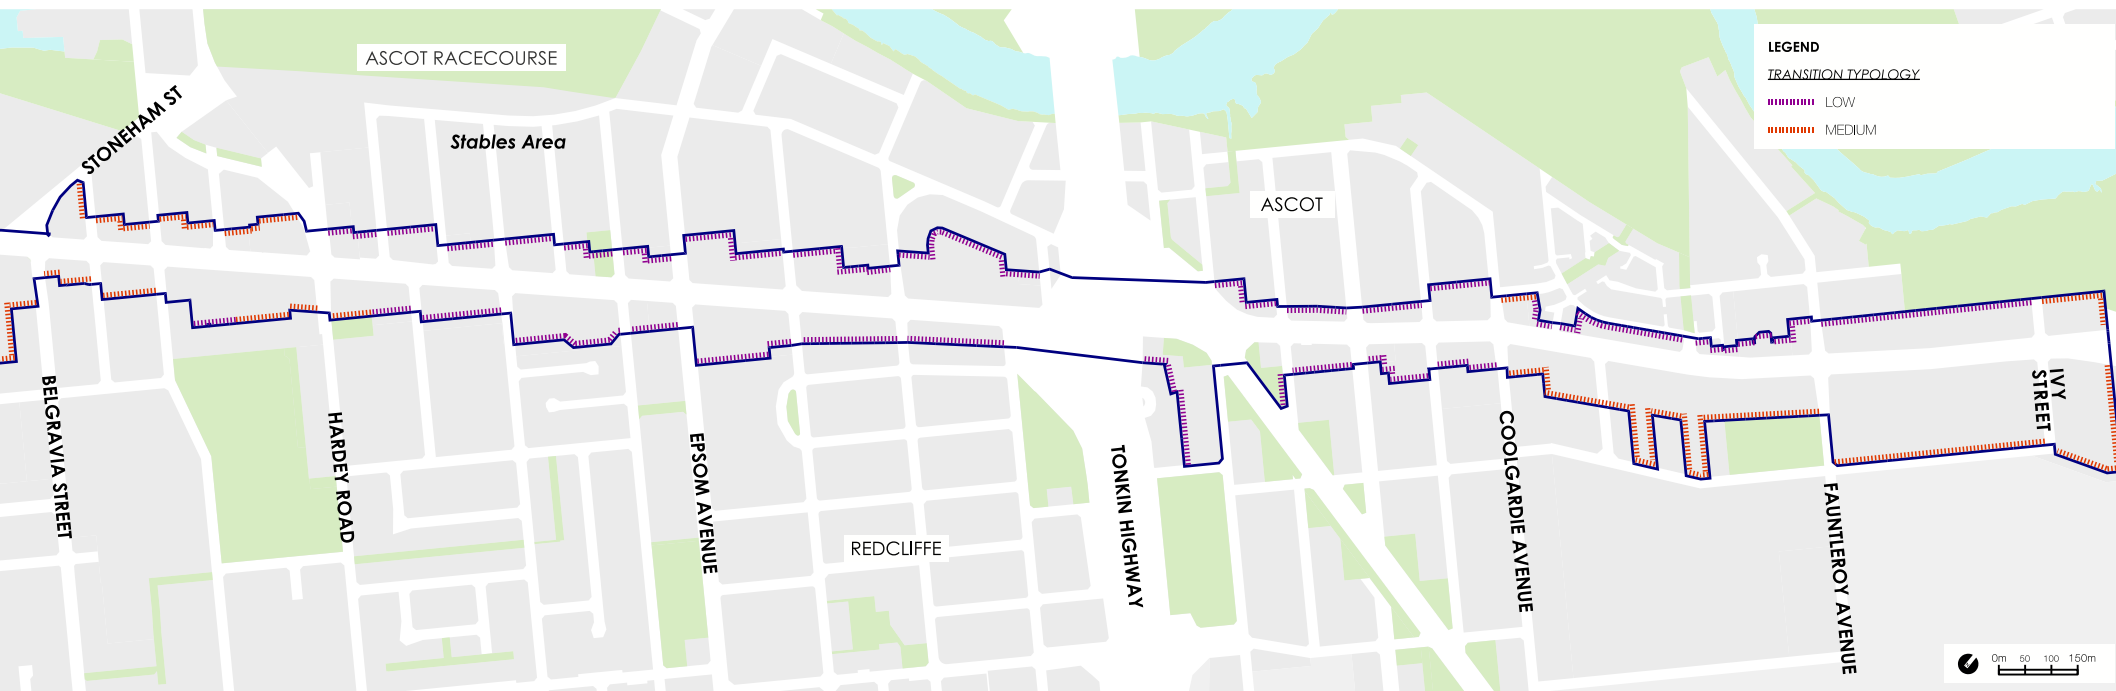 LEGEND
TRANSITION TYPOLOGY
LOW
MEDIUM
ASCOT RACECOURSE
STONEHAM ST
Stables Area
ASCOT
BELGRAVIA STREET
HARDEY ROAD
EPSOM AVENUE
TONKIN HIGHWAY
COOLGARDIE AVENUE
FAUNTLEROY AVENUE
IVY
STREET
REDCLIFFE
0m 50 100 150m